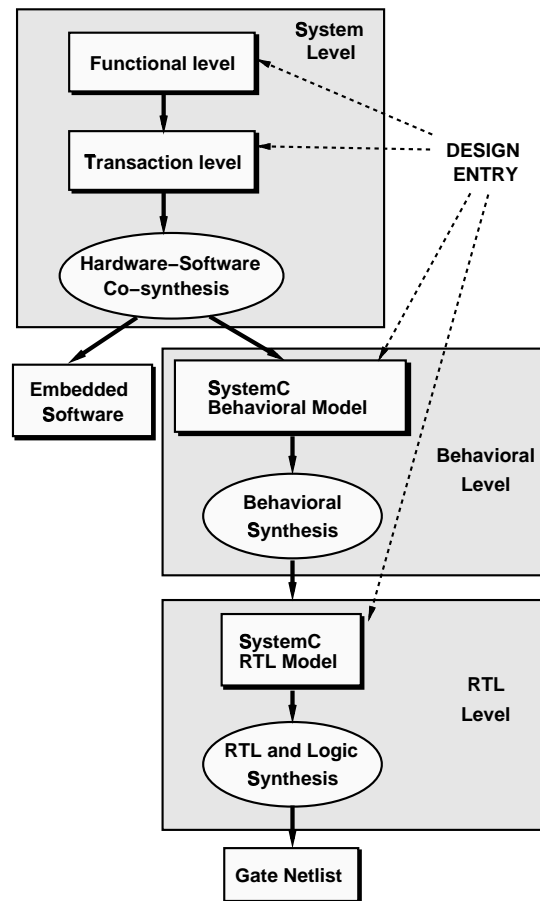 System
Level
Functional level
Transaction level
DESIGN
ENTRY
Hardware–Software
Co-synthesis
Embedded
Software
SystemC
Behavioral Model
Behavioral
Level
Behavioral
Synthesis
SystemC
RTL Model
RTL
Level
RTL and Logic
Synthesis
Gate Netlist